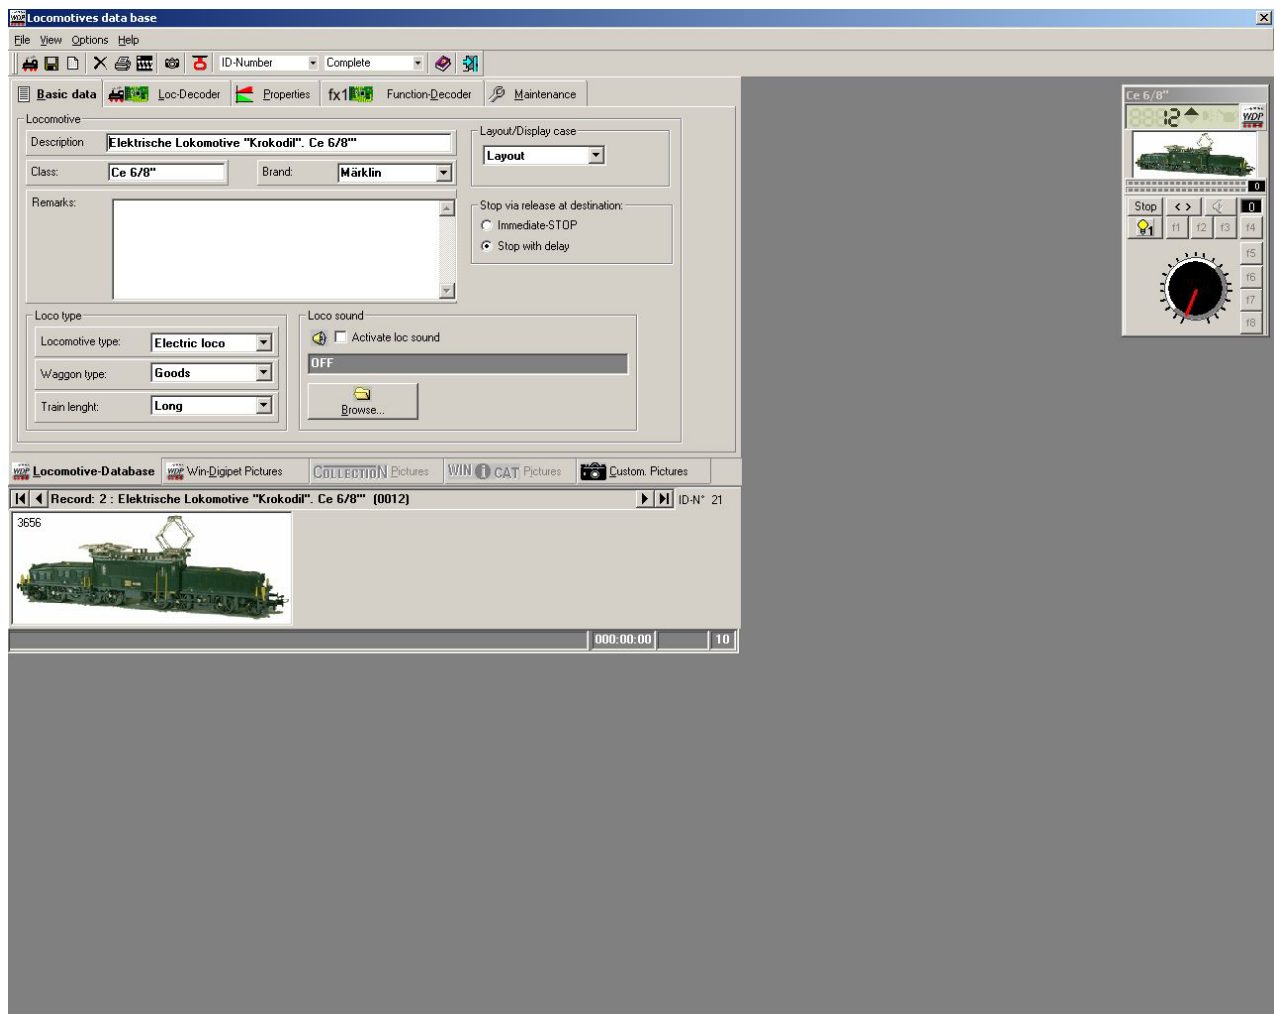 Locomotives data base
File View Options Help
ID-Number Complete
Basic data Loc-Decoder Properties fx1 Function-Decoder Maintenance
Locomotive
Description Elektrische Lokomotive "Krokodil". Ce 6/8'''
Class: Ce 6/8'' Brand: Märklin
Remarks:
Layout/Display case
Layout
Stop via release at destination:
Immediate-STOP
Stop with delay
Loco type
Locomotive type: Electric loco
Waggon type: Goods
Train lenght: Long
Loco sound
Activate loc sound
OFF
Browse...
WDP Locomotive-Database WDP Win-Digipet Pictures COLLECTION Pictures WIN i CAT Pictures Custom. Pictures
Record: 2 : Elektrische Lokomotive "Krokodil". Ce 6/8''' (0012) ID-N° 21
3656
000:00:00 10
Ce 6/8''
12 WDP
0
Stop < > 0
1 f1 f2 f3 f4
f5
f6
f7
f8